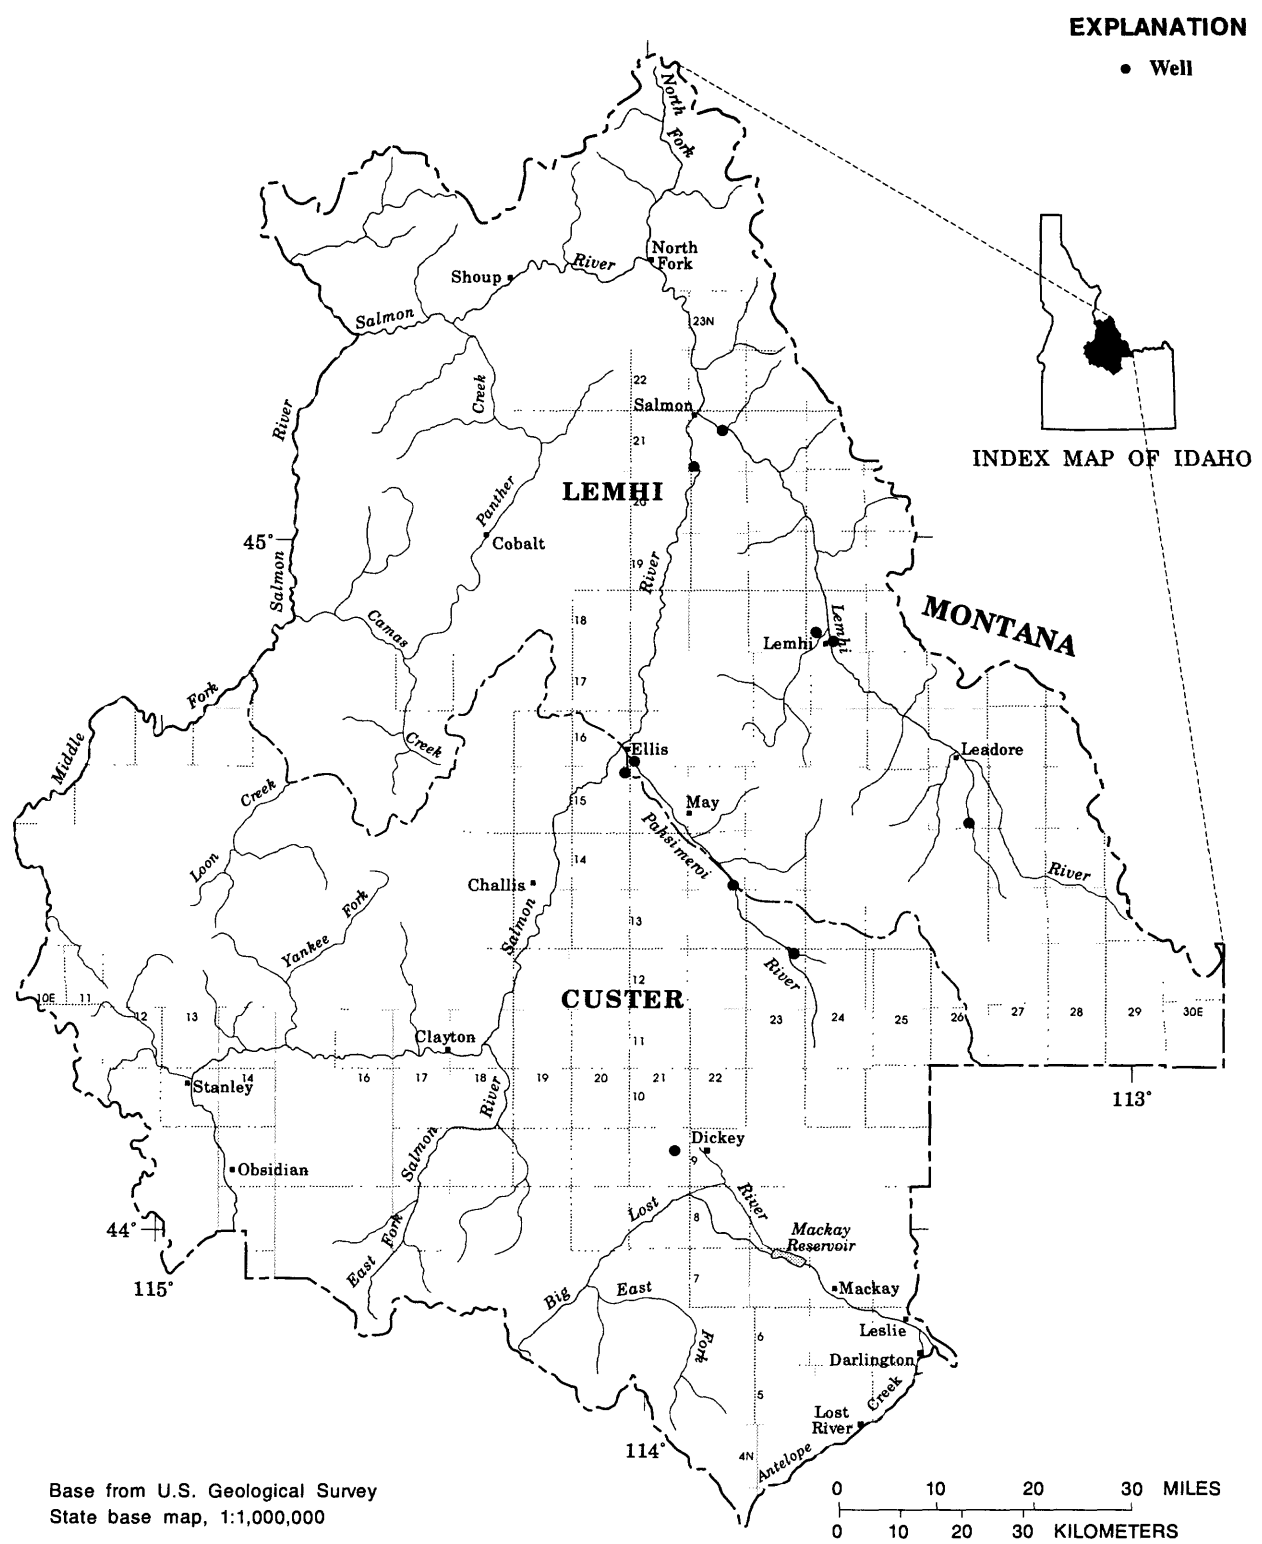 EXPLANATION
● Well
North
Fork
North
Fork
River
Shoup
Salmon
23N
22
Creek
Salmon
River
21
INDEX MAP OF IDAHO
LEMHI
20
Panther
45°
Cobalt
19
River
Salmon
18
Camas
Lemhi
MONTANA
Lemhi
17
Fork
Middle
16
Creek
Ellis
Leadore
Creek
15
May
Pahsimeroi
14
Loon
River
Challis
Fork
Salmon
13
Yankee
River
12
CUSTER
10E
11
12
13
23
24
25
26
27
28
29
30E
Clayton
11
Stanley
14
16
17
18
19
20
21
22
River
10
113°
Salmon
Dickey
9
Obsidian
River
Lost
8
44°
Fork
Mackay
Reservoir
115°
East
7
Mackay
Big
East
Leslie
6
Fork
Darlington
5
Creek
Lost
River
114°
4N
Antelope
Base from U.S. Geological Survey
State base map, 1:1,000,000
0 10 20 30 MILES
0 10 20 30 KILOMETERS